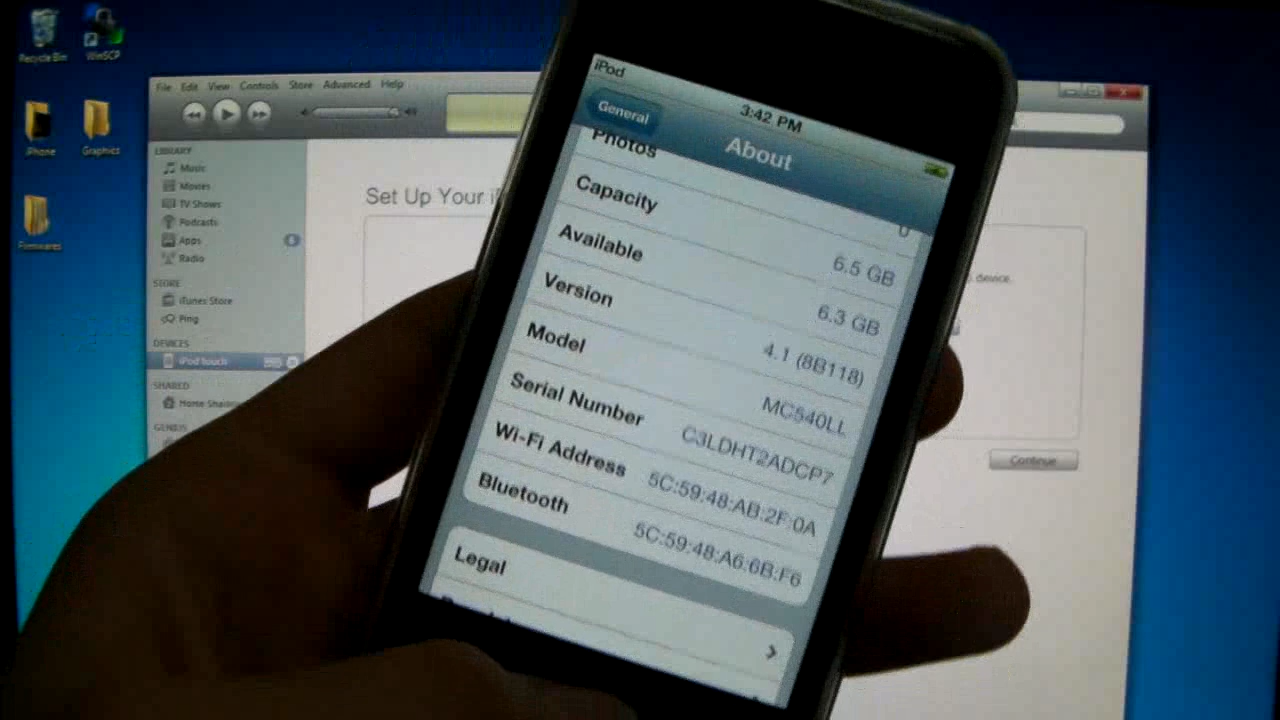 Recycle Bin
WinSCP
iPhone
Graphics
Firmwares
File Edit View Controls Store Advanced Help
LIBRARY
Music
Movies
TV Shows
Podcasts
Apps
6
Radio
STORE
iTunes Store
Ping
DEVICES
iPod touch
SHARED
Home Sharing
GENIUS
Set Up Your
device.
Continue
iPod
3:42 PM
General
About
Photos 0
Capacity 6.5 GB
Available 6.3 GB
Version 4.1 (8B118)
Model MC540LL
Serial Number C3LDHT2ADCP7
Wi-Fi Address 5C:59:48:AB:2F:0A
Bluetooth 5C:59:48:A6:6B:F6
Legal